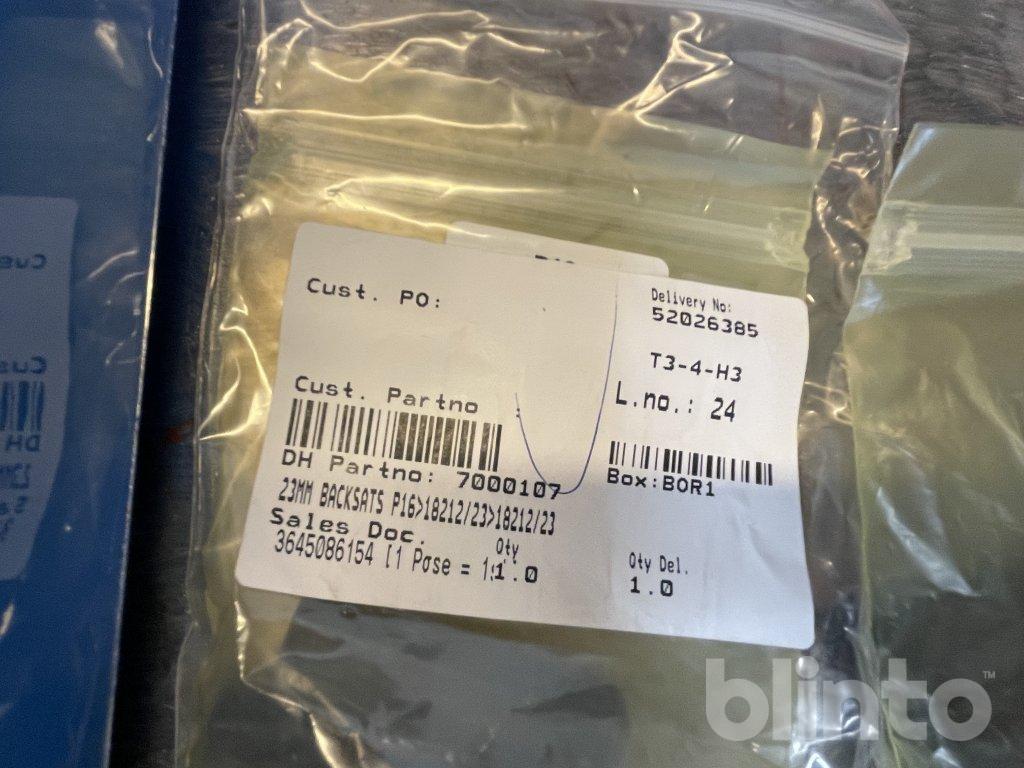 Cust. PO:
Cust. Partno :
DH Partno: 7000107
23MM BACKSATS P16>18212/23>18212/23
Sales Doc. Qty
3645086154 [1 Pose = 1: 1.0
Delivery No:
52026385
T3-4-H3
L.no.: 24
Box:BOR1
Qty Del.
1.0
blinto™